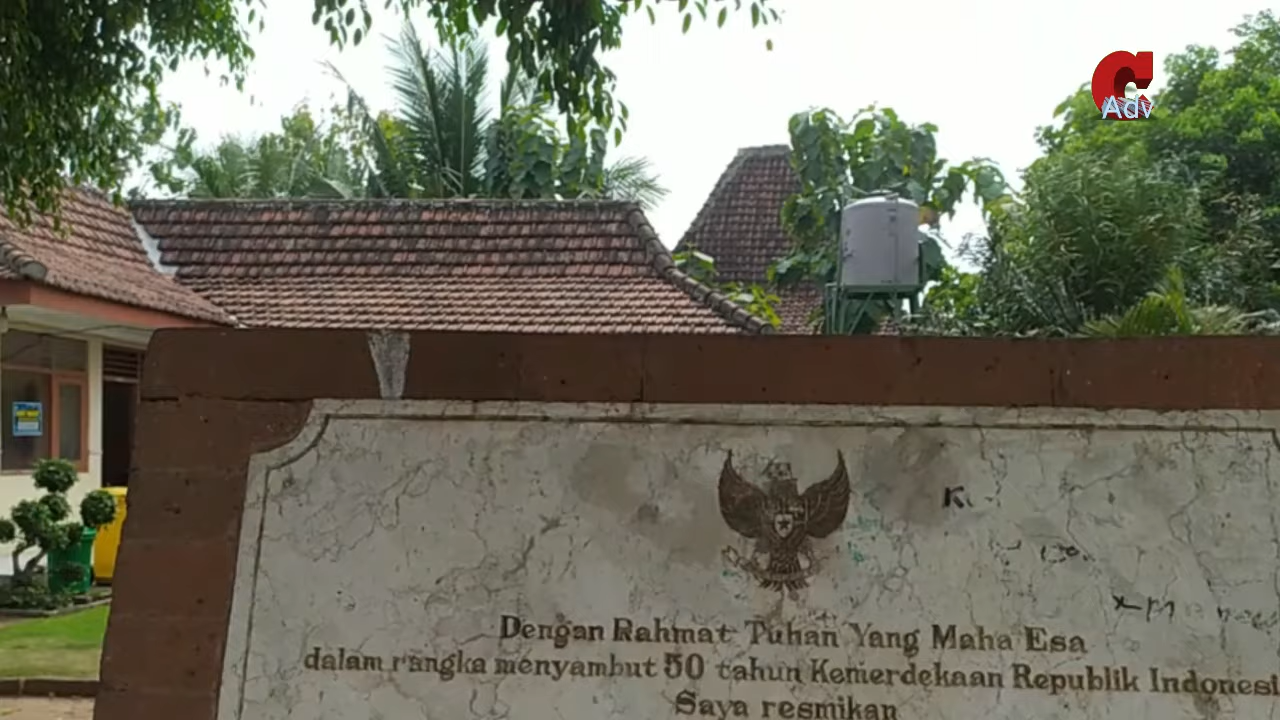 Adv
Dengan Rahmat Tuhan Yang Maha Esa
dalam rangka menyambut 50 tahun Kemerdekaan Republik Indonesi
Saya resmikan